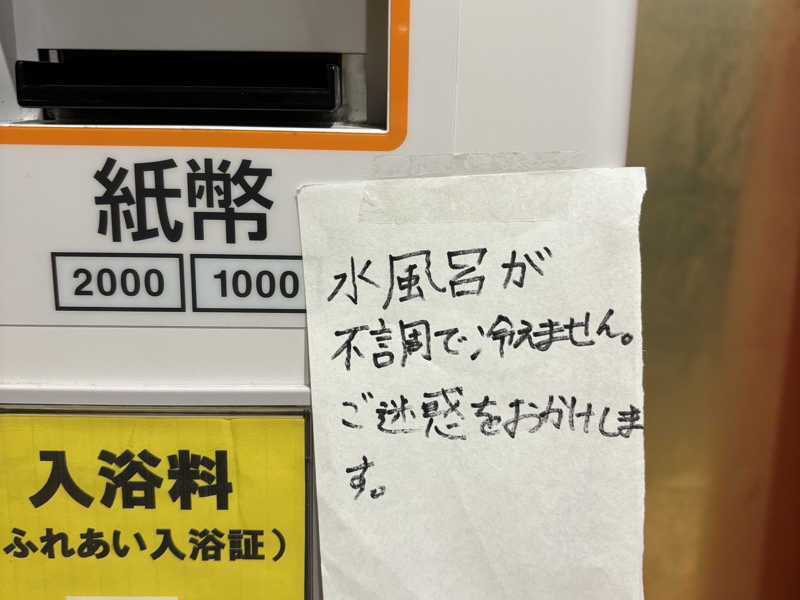 紙幣
2000 1000
水風呂が
不調で、冷えません。
ご迷惑をおかけしま
す。
入浴料
ふれあい入浴証）